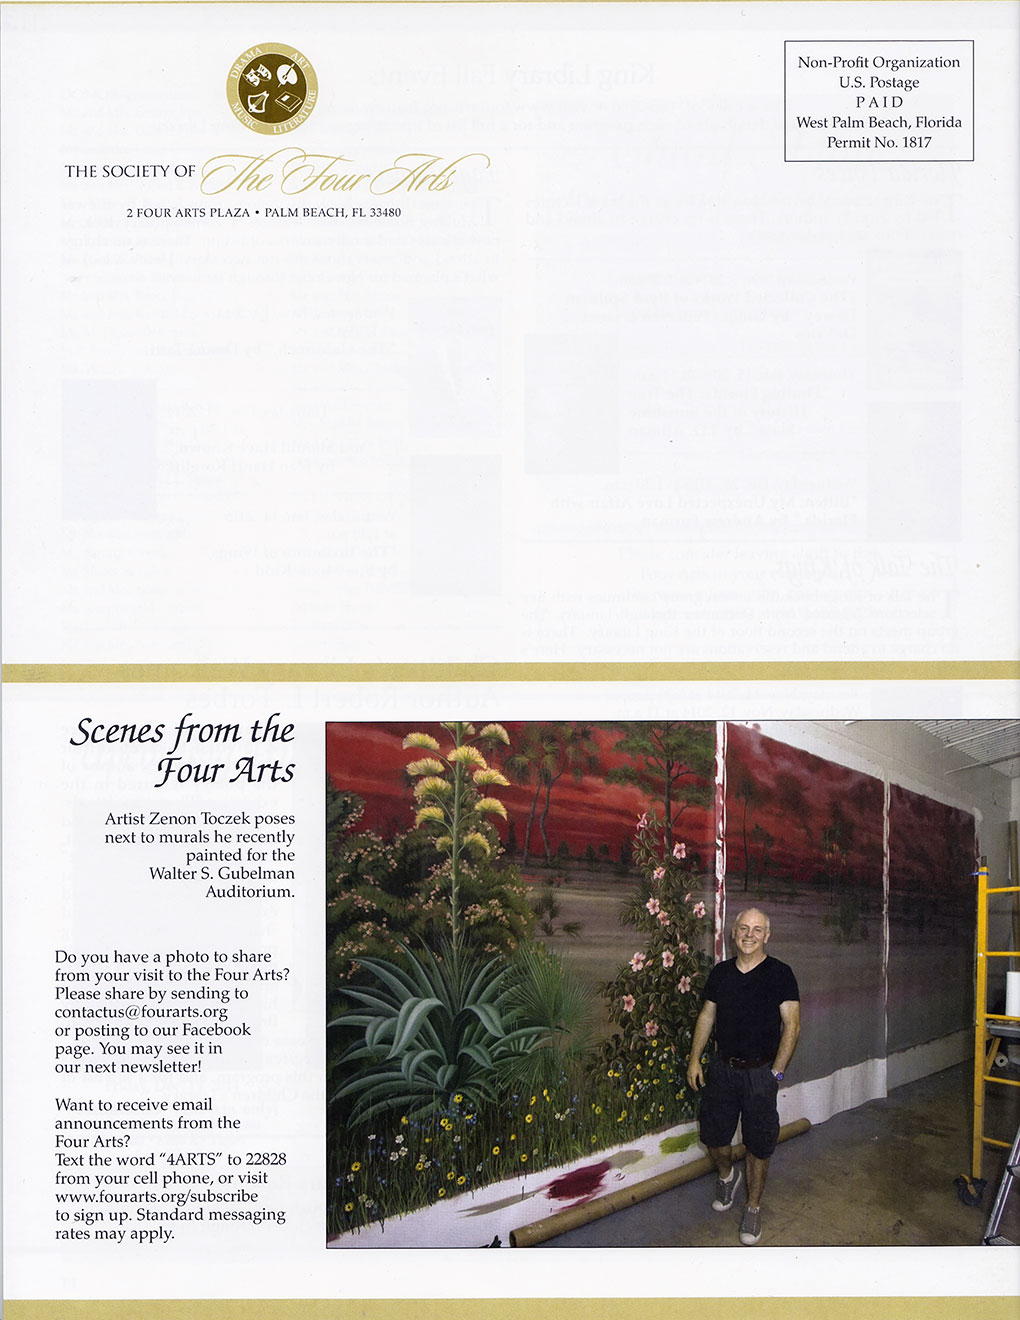 DRAMA
ART
MUSIC
LITERATURE
THE SOCIETY OF The Four Arts
2 FOUR ARTS PLAZA • PALM BEACH, FL 33480
Non-Profit Organization
U.S. Postage
P A I D
West Palm Beach, Florida
Permit No. 1817
Scenes from the
Four Arts
Artist Zenon Toczek poses
next to murals he recently
painted for the
Walter S. Gubelman
Auditorium.
Do you have a photo to share
from your visit to the Four Arts?
Please share by sending to
contactus@fourarts.org
or posting to our Facebook
page. You may see it in
our next newsletter!
Want to receive email
announcements from the
Four Arts?
Text the word “4ARTS” to 22828
from your cell phone, or visit
www.fourarts.org/subscribe
to sign up. Standard messaging
rates may apply.